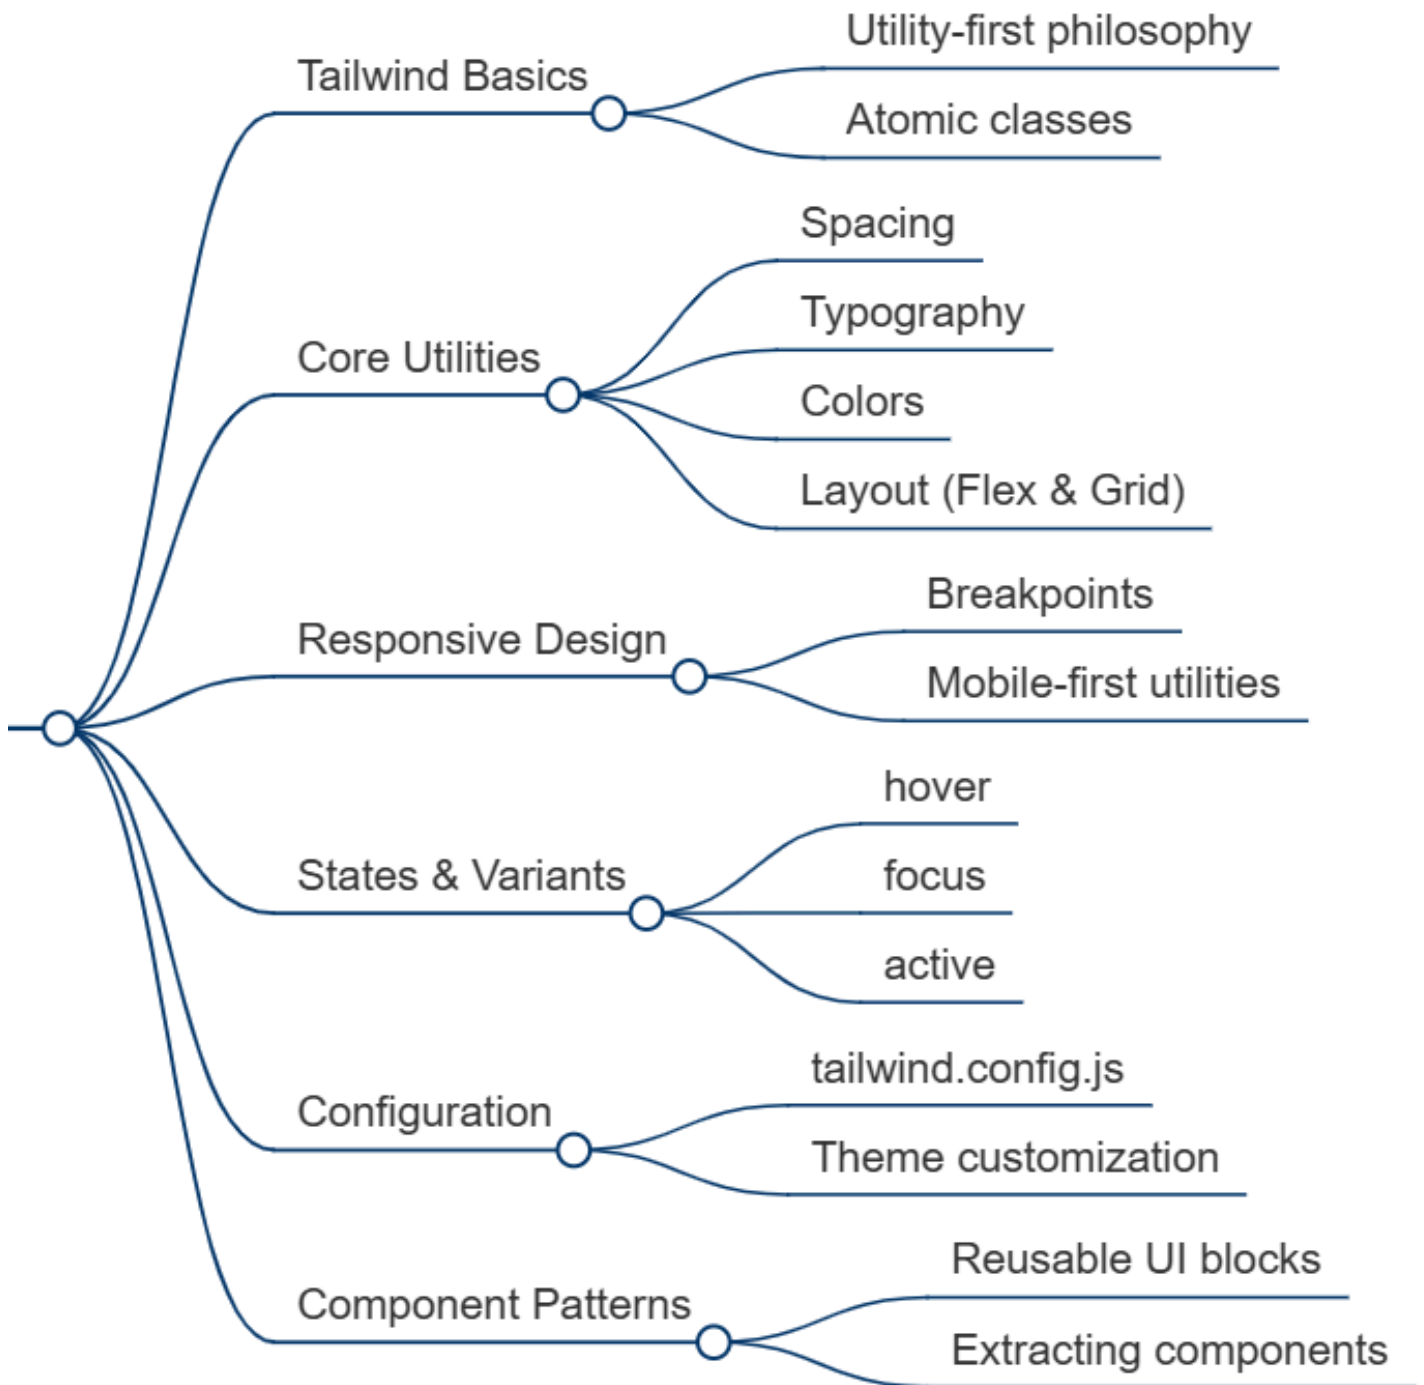 Tailwind Basics
Utility-first philosophy
Atomic classes
Core Utilities
Spacing
Typography
Colors
Layout (Flex & Grid)
Responsive Design
Breakpoints
Mobile-first utilities
States & Variants
hover
focus
active
Configuration
tailwind.config.js
Theme customization
Component Patterns
Reusable UI blocks
Extracting components